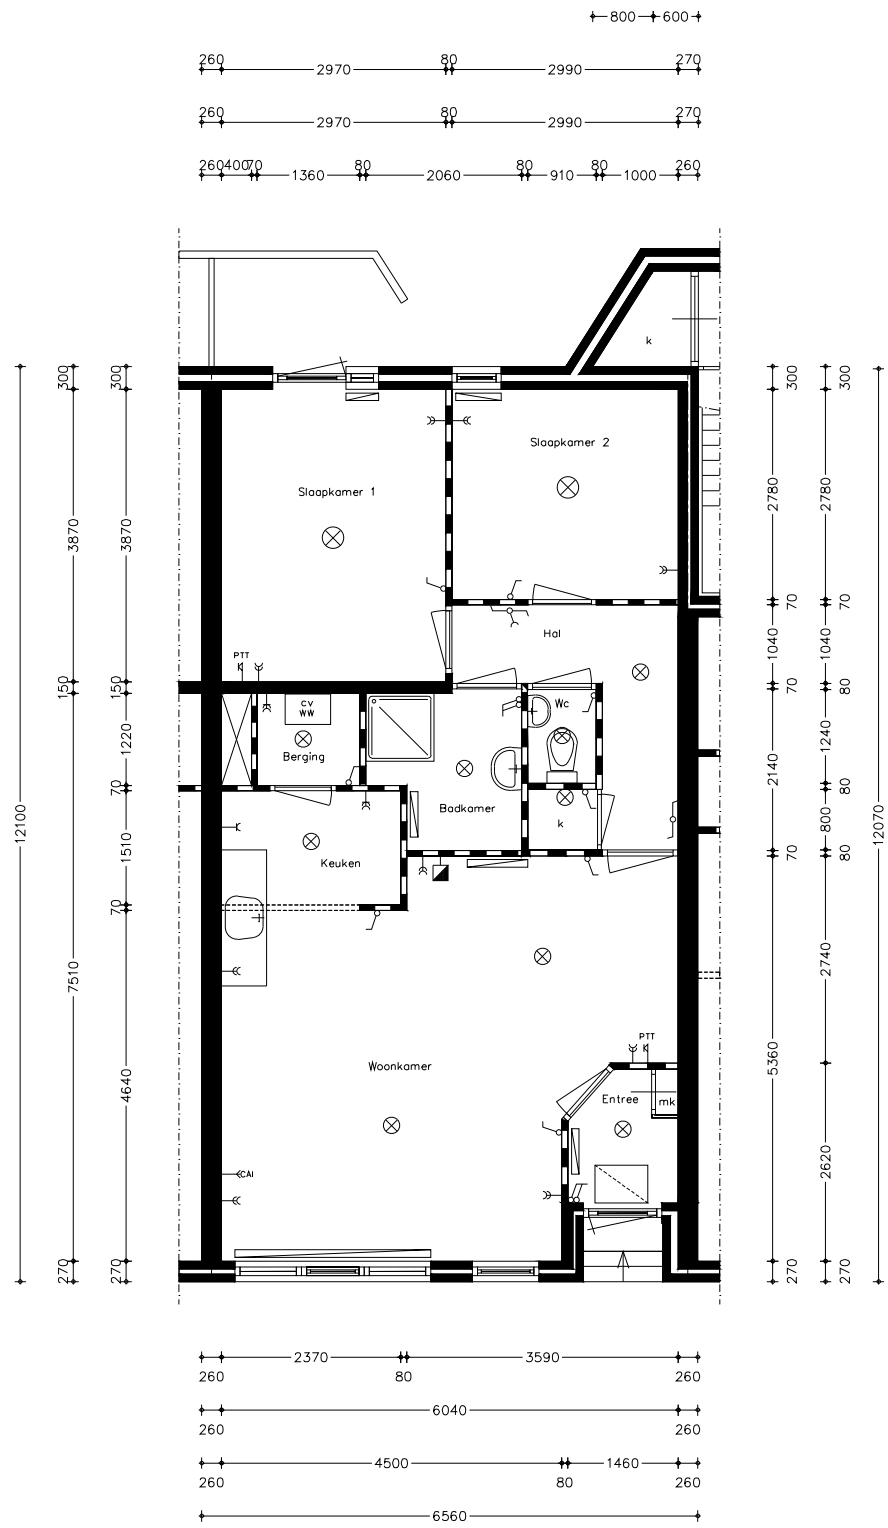 800 600
260 80 270
2970 2990
260 80 270
2970 2990
260 400 70 80 80 80 260
1360 2060 910 1000
k
300 300 300 300
Slaapkamer 2
Slaapkamer 1
3870 3870 2780 2780
70 70
Hal
PTT
1040 1040
150 150 70 80
Wc
CV
WW
1220 1240
Berging
2140
70 80
Badkamer
k
12100 1510 800 12070
Keuken
70 70 80
7510 2740
PTT
5360
Woonkamer
4640
Entree
mk
2620
CAI
270 270 270 270
2370 3590
260 80 260
6040
260 260
4500 1460
260 80 260
6560